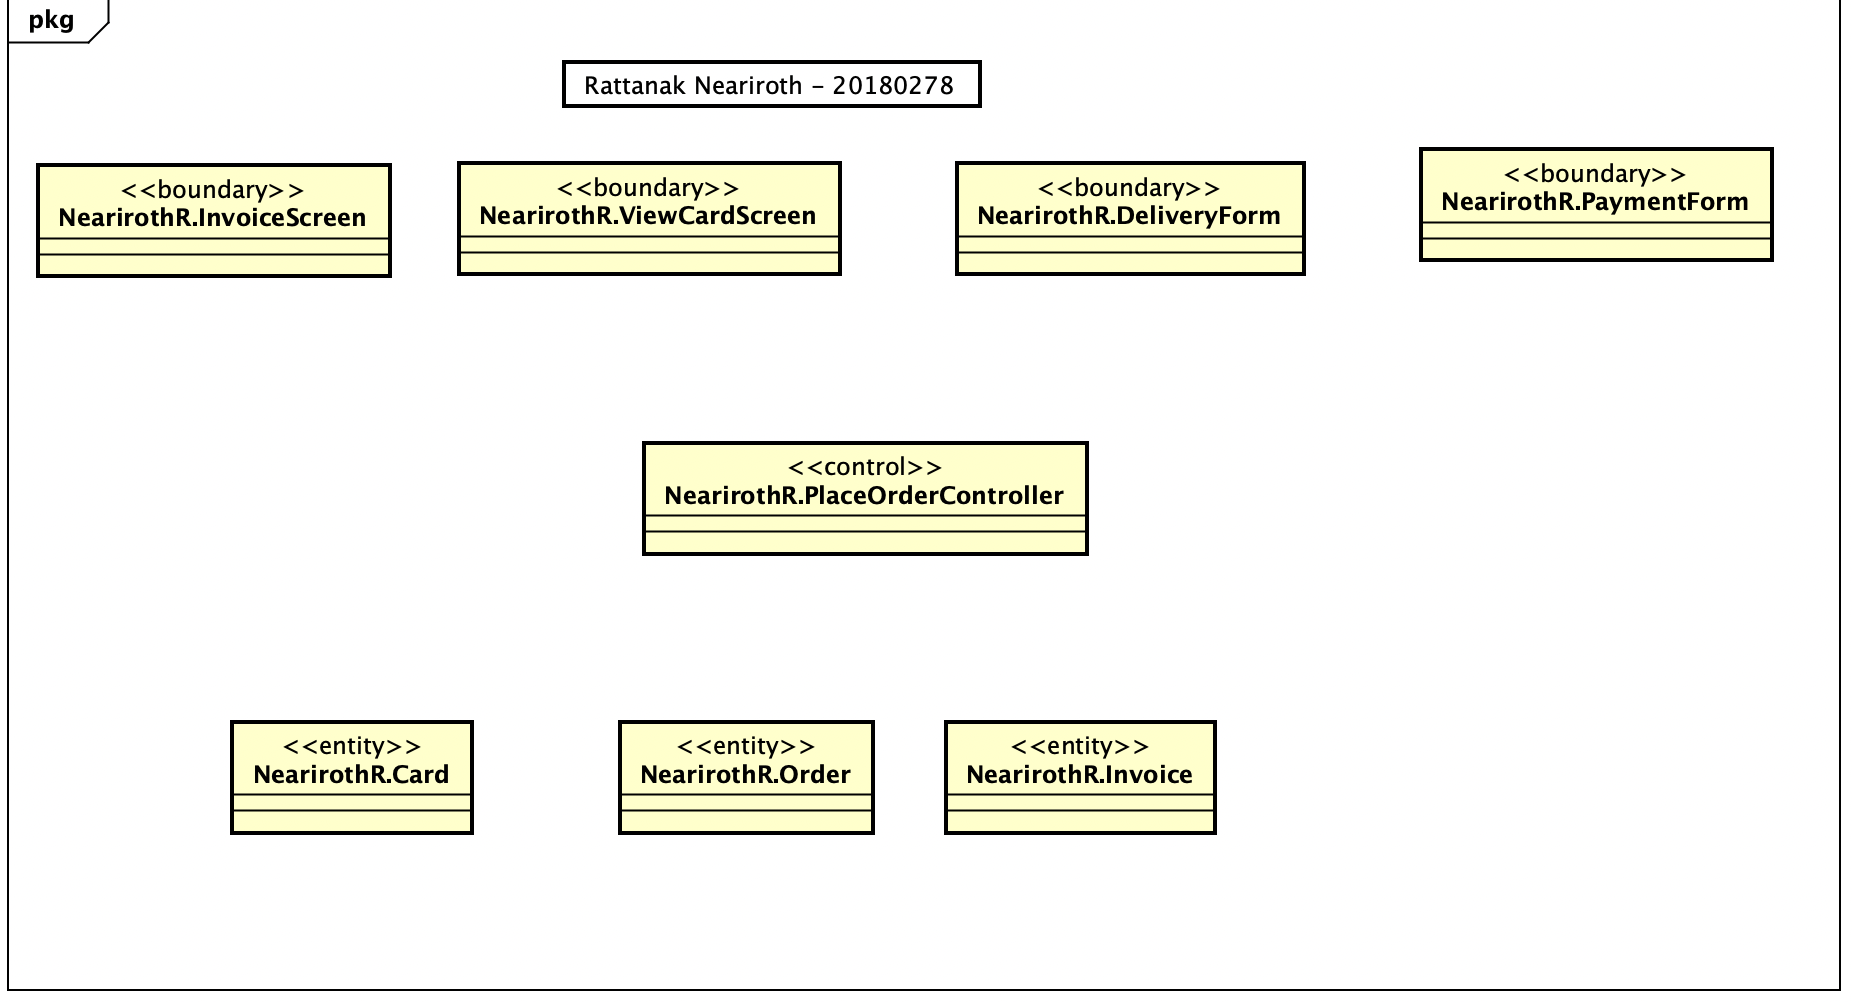 pkg
Rattanak Neariroth – 20180278
<<boundary>>
NearirothR.InvoiceScreen
<<boundary>>
NearirothR.ViewCardScreen
<<boundary>>
NearirothR.DeliveryForm
<<boundary>>
NearirothR.PaymentForm
<<control>>
NearirothR.PlaceOrderController
<<entity>>
NearirothR.Card
<<entity>>
NearirothR.Order
<<entity>>
NearirothR.Invoice